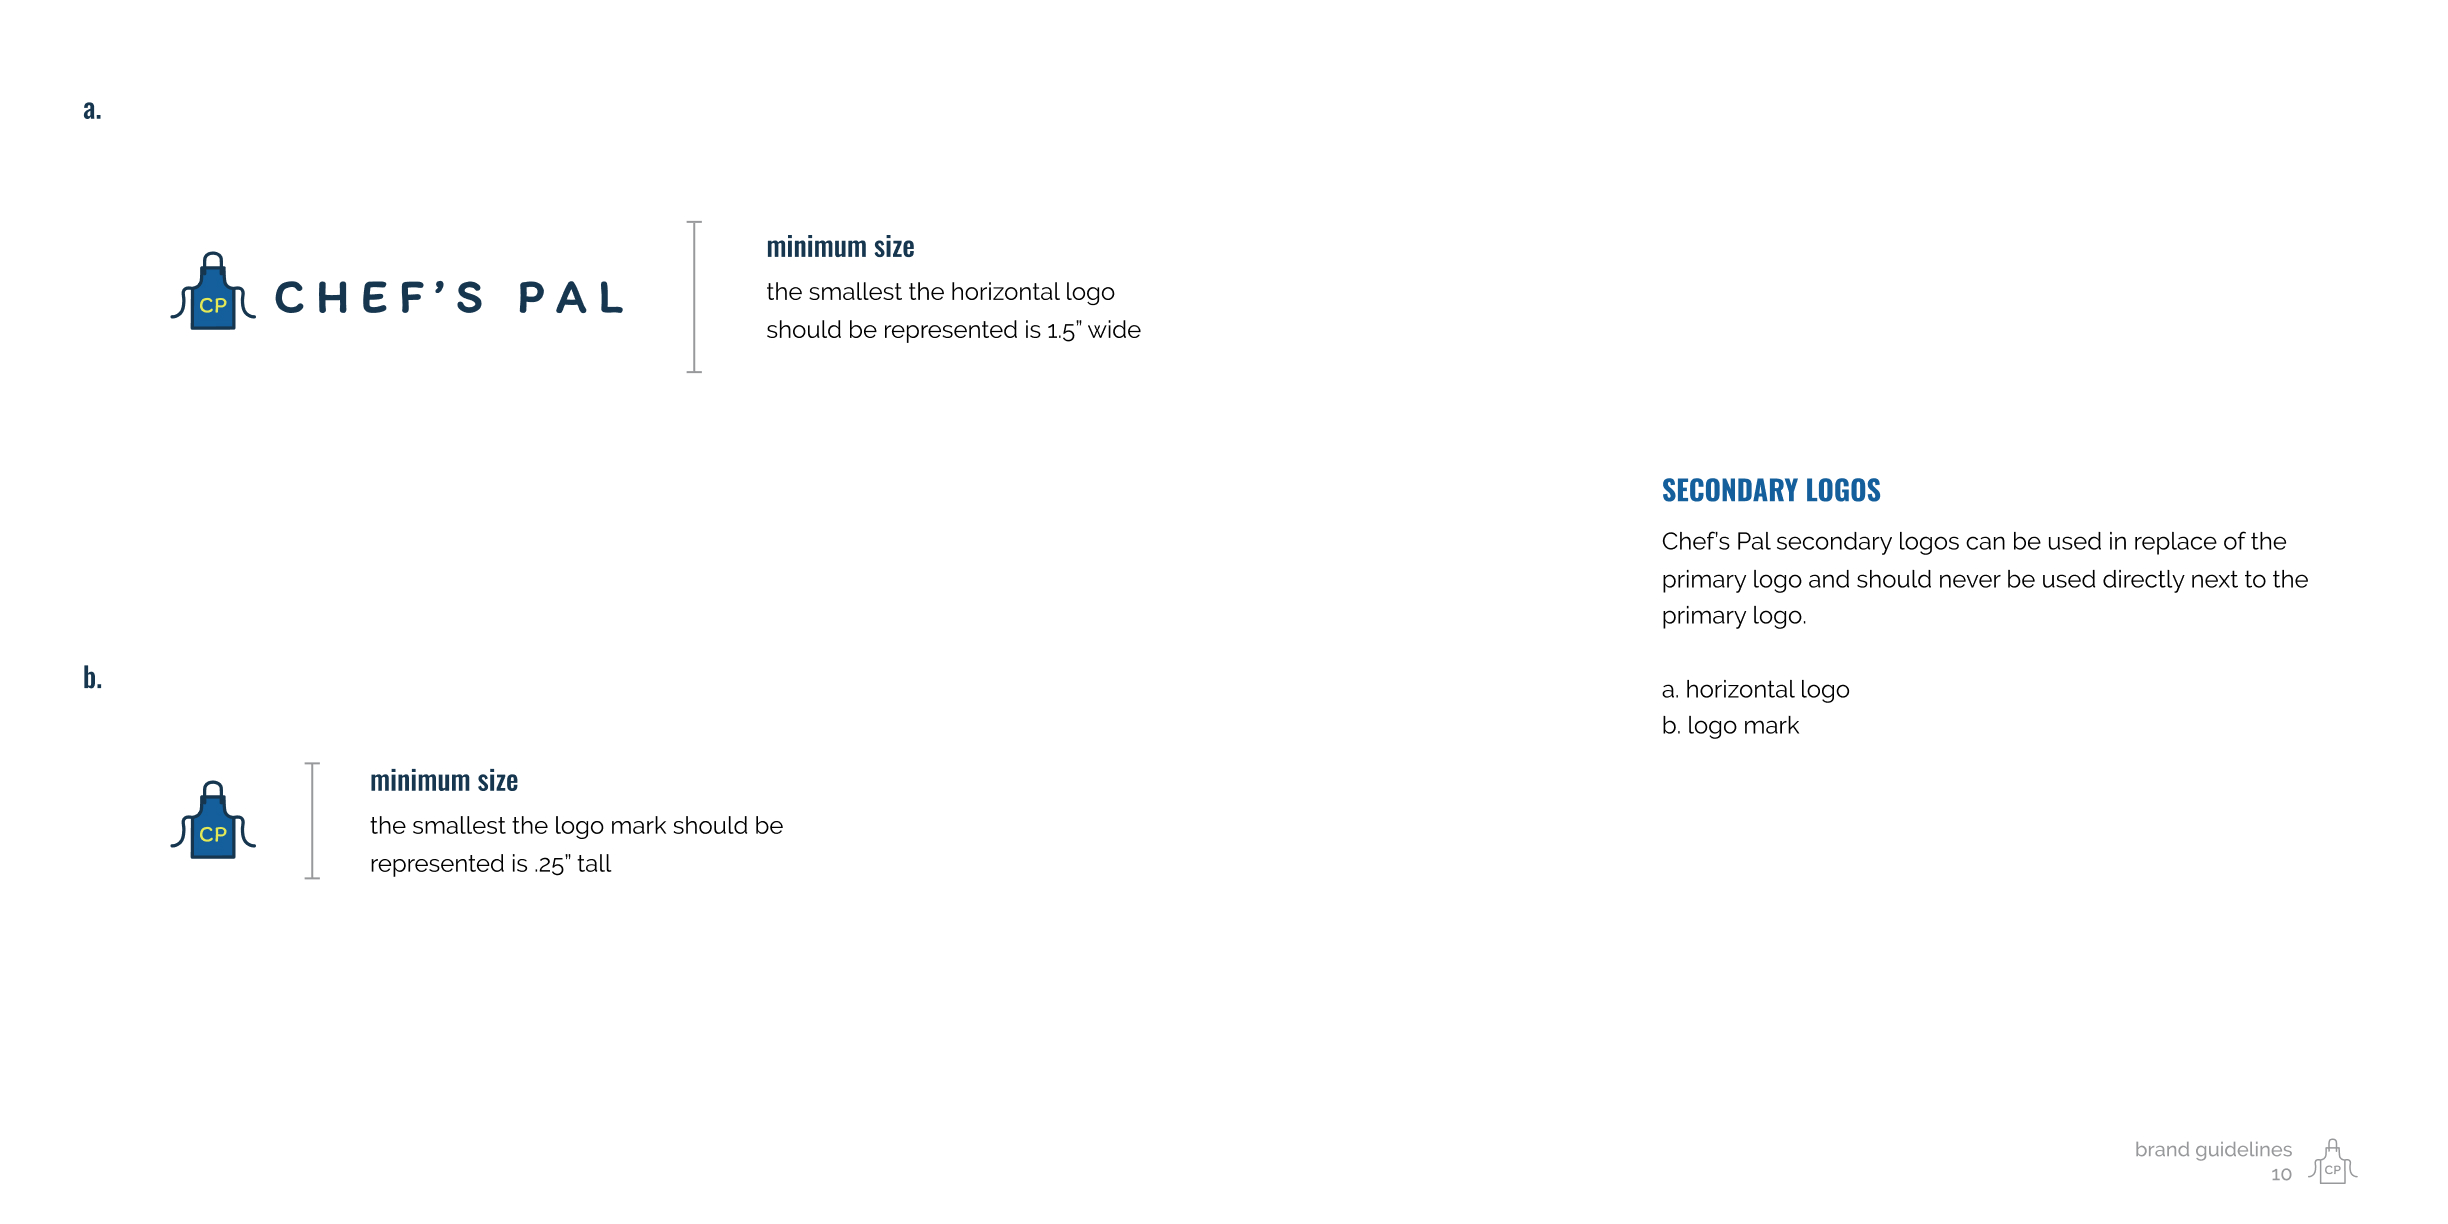 a.
CP
CHEF’S PAL
minimum size
the smallest the horizontal logo
should be represented is 1.5” wide
b.
CP
minimum size
the smallest the logo mark should be
represented is .25” tall
SECONDARY LOGOS
Chef’s Pal secondary logos can be used in replace of the
primary logo and should never be used directly next to the
primary logo.
a. horizontal logo
b. logo mark
brand guidelines
10
CP